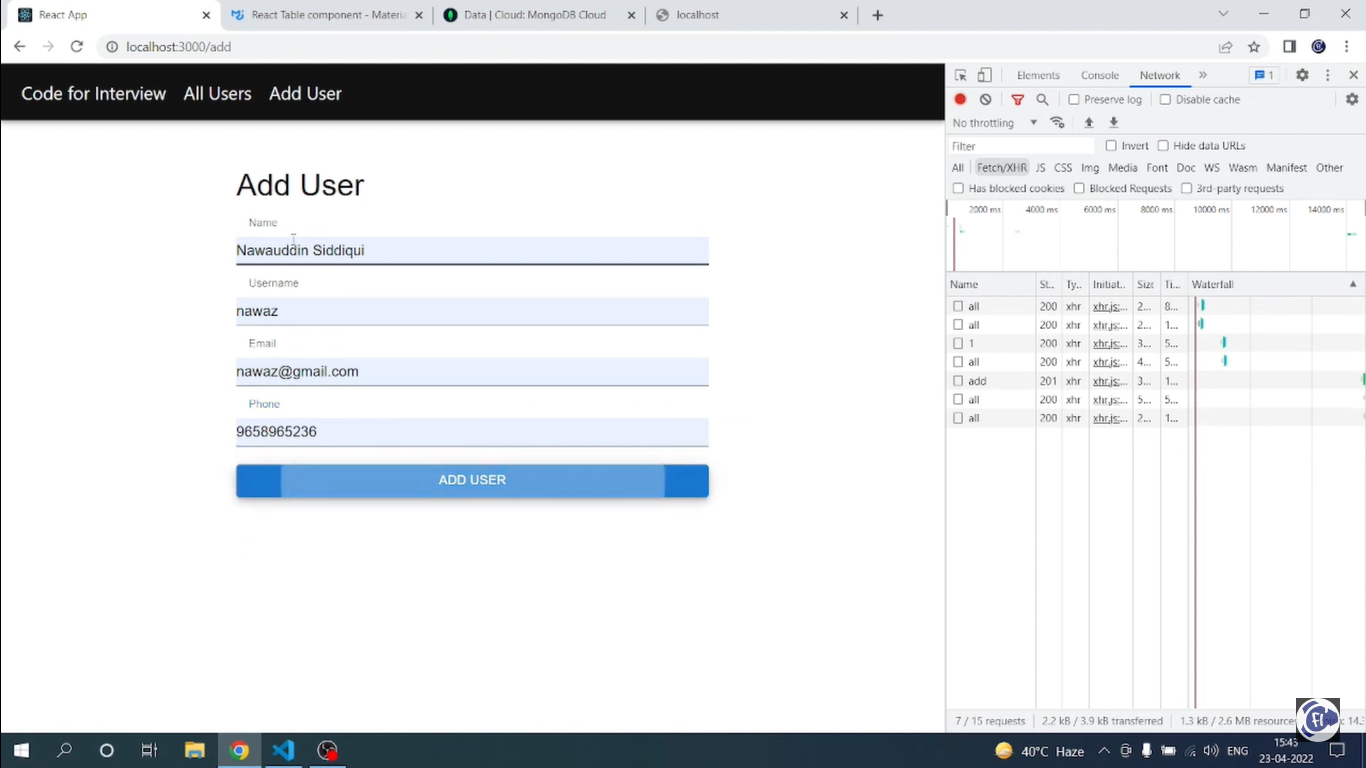 React App
React Table component - Materia
Data | Cloud: MongoDB Cloud
localhost
localhost:3000/add
Code for Interview All Users Add User
Add User
Name
Nawauddin Siddiqui
Username
nawaz
Email
nawaz@gmail.com
Phone
9658965236
ADD USER
Elements Console Network » 1
Preserve log Disable cache
No throttling
Filter Invert Hide data URLs
All Fetch/XHR JS CSS Img Media Font Doc WS Wasm Manifest Other
Has blocked cookies Blocked Requests 3rd-party requests
2000 ms 4000 ms 6000 ms 8000 ms 10000 ms 12000 ms 14000 ms
Name St.. Ty.. Initiat.. Siz Ti... Waterfall
all 200 xhr xhr.js:... 2... 8...
all 200 xhr xhr.js:... 2... 1...
1 200 xhr xhr.js:... 3... 5...
all 200 xhr xhr.js:... 4... 5...
add 201 xhr xhr.js:... 3... 1...
all 200 xhr xhr.js:... 5... 5...
all 200 xhr xhr.js:... 2... 1...
7 / 15 requests 2.2 kB / 3.9 kB transferred 1.3 kB / 2.6 MB resources
40°C Haze ENG 15:43
23-04-2022